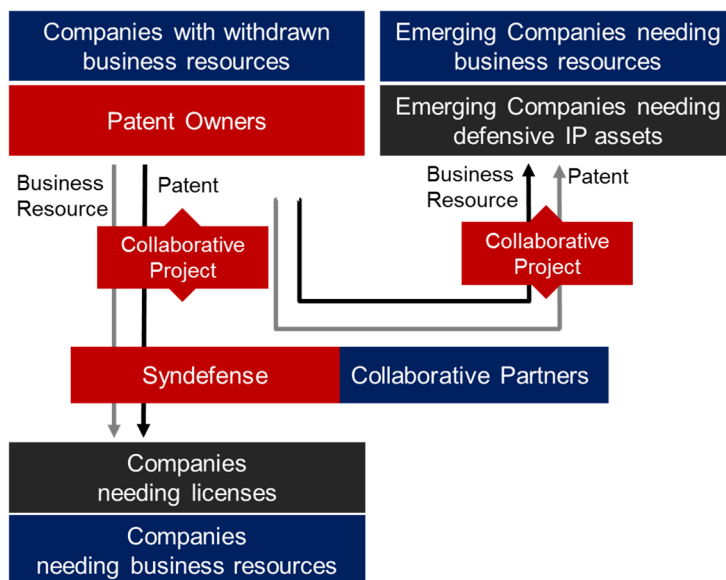 Companies with withdrawn
business resources
Patent Owners
Emerging Companies needing
business resources
Emerging Companies needing
defensive IP assets
Business
Resource
Patent
Collaborative
Project
Business
Resource
Patent
Collaborative
Project
Syndefense
Collaborative Partners
Companies
needing licenses
Companies
needing business resources